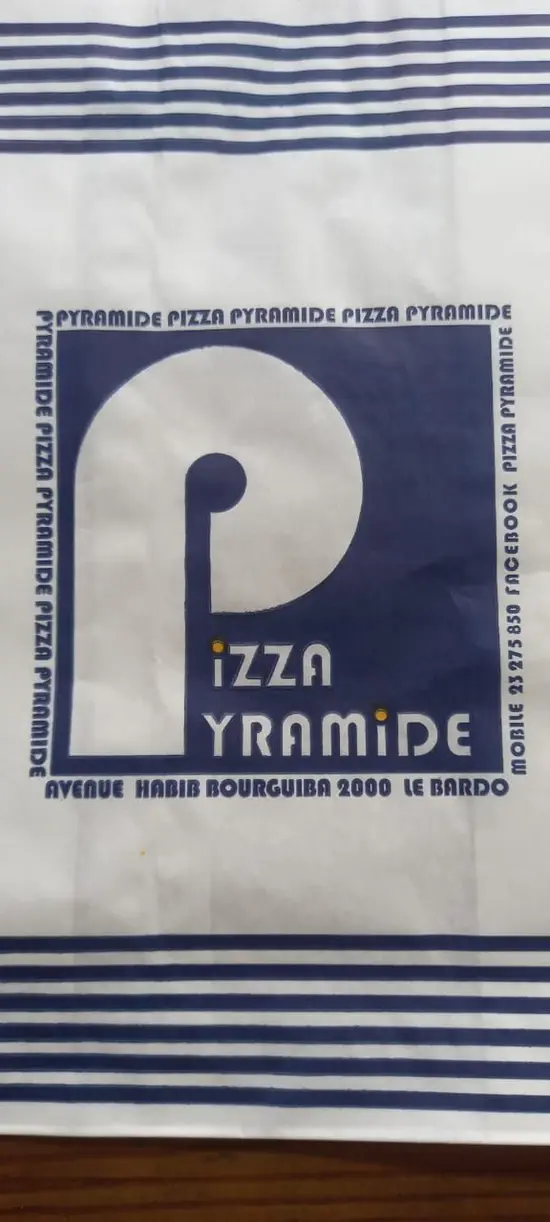 PYRAMIDE PIZZA PYRAMIDE PIZZA PYRAMIDE
PYRAMIDE PIZZA PYRAMIDE PIZZA PYRAMIDE
PiZZA
PYRAMiDE
MOBILE 23 275 850 FACEBOOK PIZZA PYRAMIDE
AVENUE HABIB BOURGUIBA 2000 LE BARDO